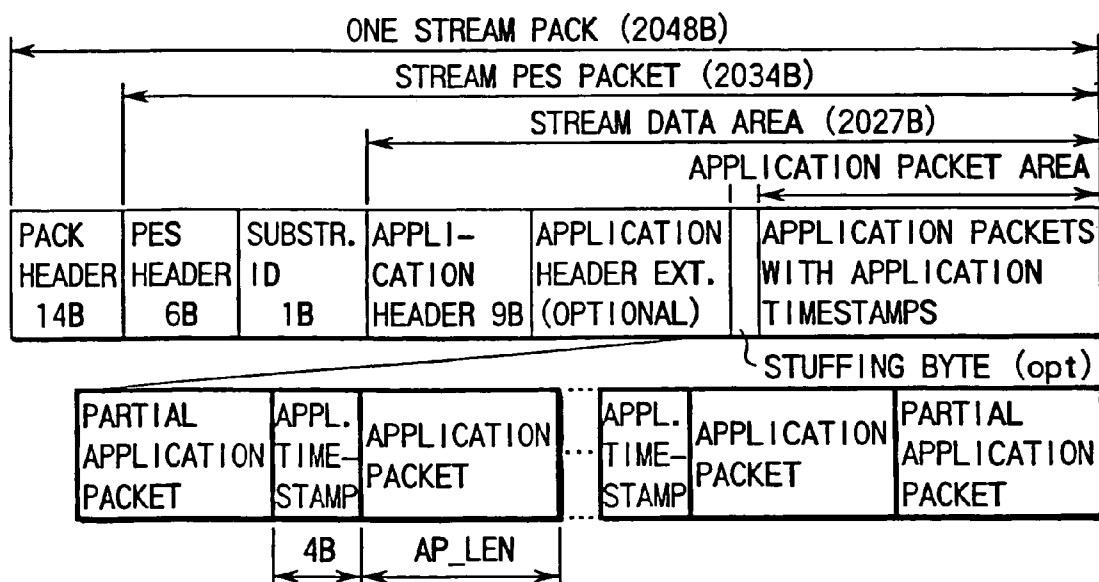 ONE STREAM PACK (2048B)
STREAM PES PACKET (2034B)
STREAM DATA AREA (2027B)
APPLICATION PACKET AREA
PACK HEADER 14B
PES HEADER 6B
SUBSTR. ID 1B
APPLI-
CATION
HEADER 9B
APPLICATION
HEADER EXT.
(OPTIONAL)
APPLICATION PACKETS
WITH APPLICATION
TIMESTAMPS
STUFFING BYTE (opt)
PARTIAL
APPLICATION
PACKET
APPL.
TIME-
STAMP
APPLICATION
PACKET
APPL.
TIME-
STAMP
APPLICATION
PACKET
PARTIAL
APPLICATION
PACKET
4B
AP_LEN